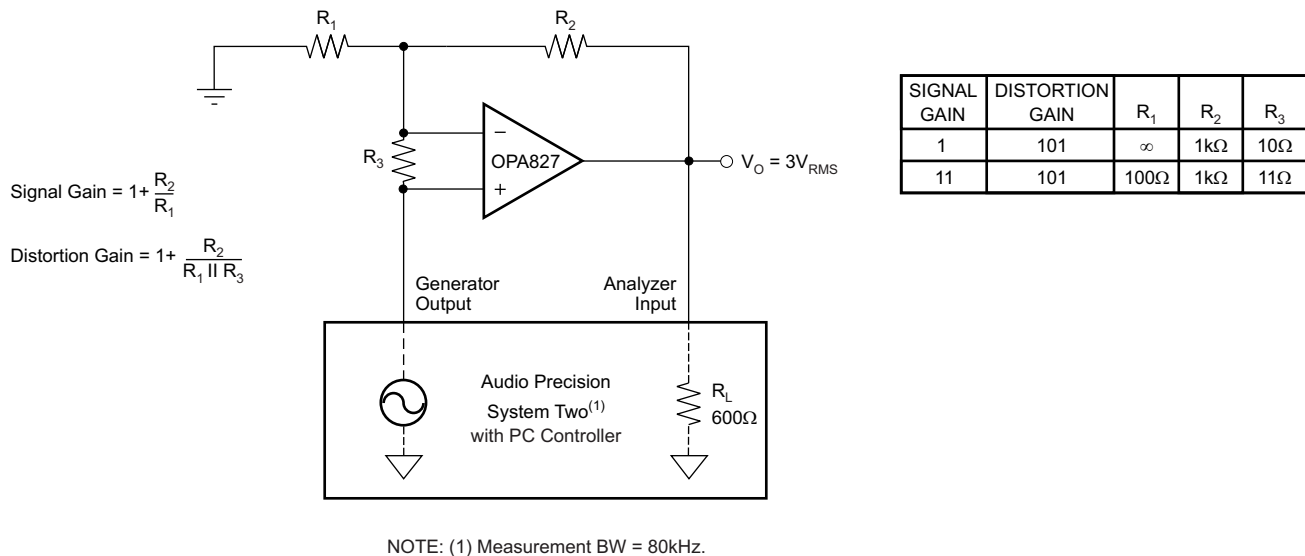 R1
R2
R3
−
OPA827
+
VO = 3VRMS
Signal Gain = 1+ R2/R1
Distortion Gain = 1+ R2/(R1 II R3)
Generator
Output
Analyzer
Input
Audio Precision
System Two(1)
with PC Controller
RL
600Ω
SIGNAL GAIN DISTORTION GAIN R1 R2 R3
1 101 ∞ 1kΩ 10Ω
11 101 100Ω 1kΩ 11Ω
NOTE: (1) Measurement BW = 80kHz.